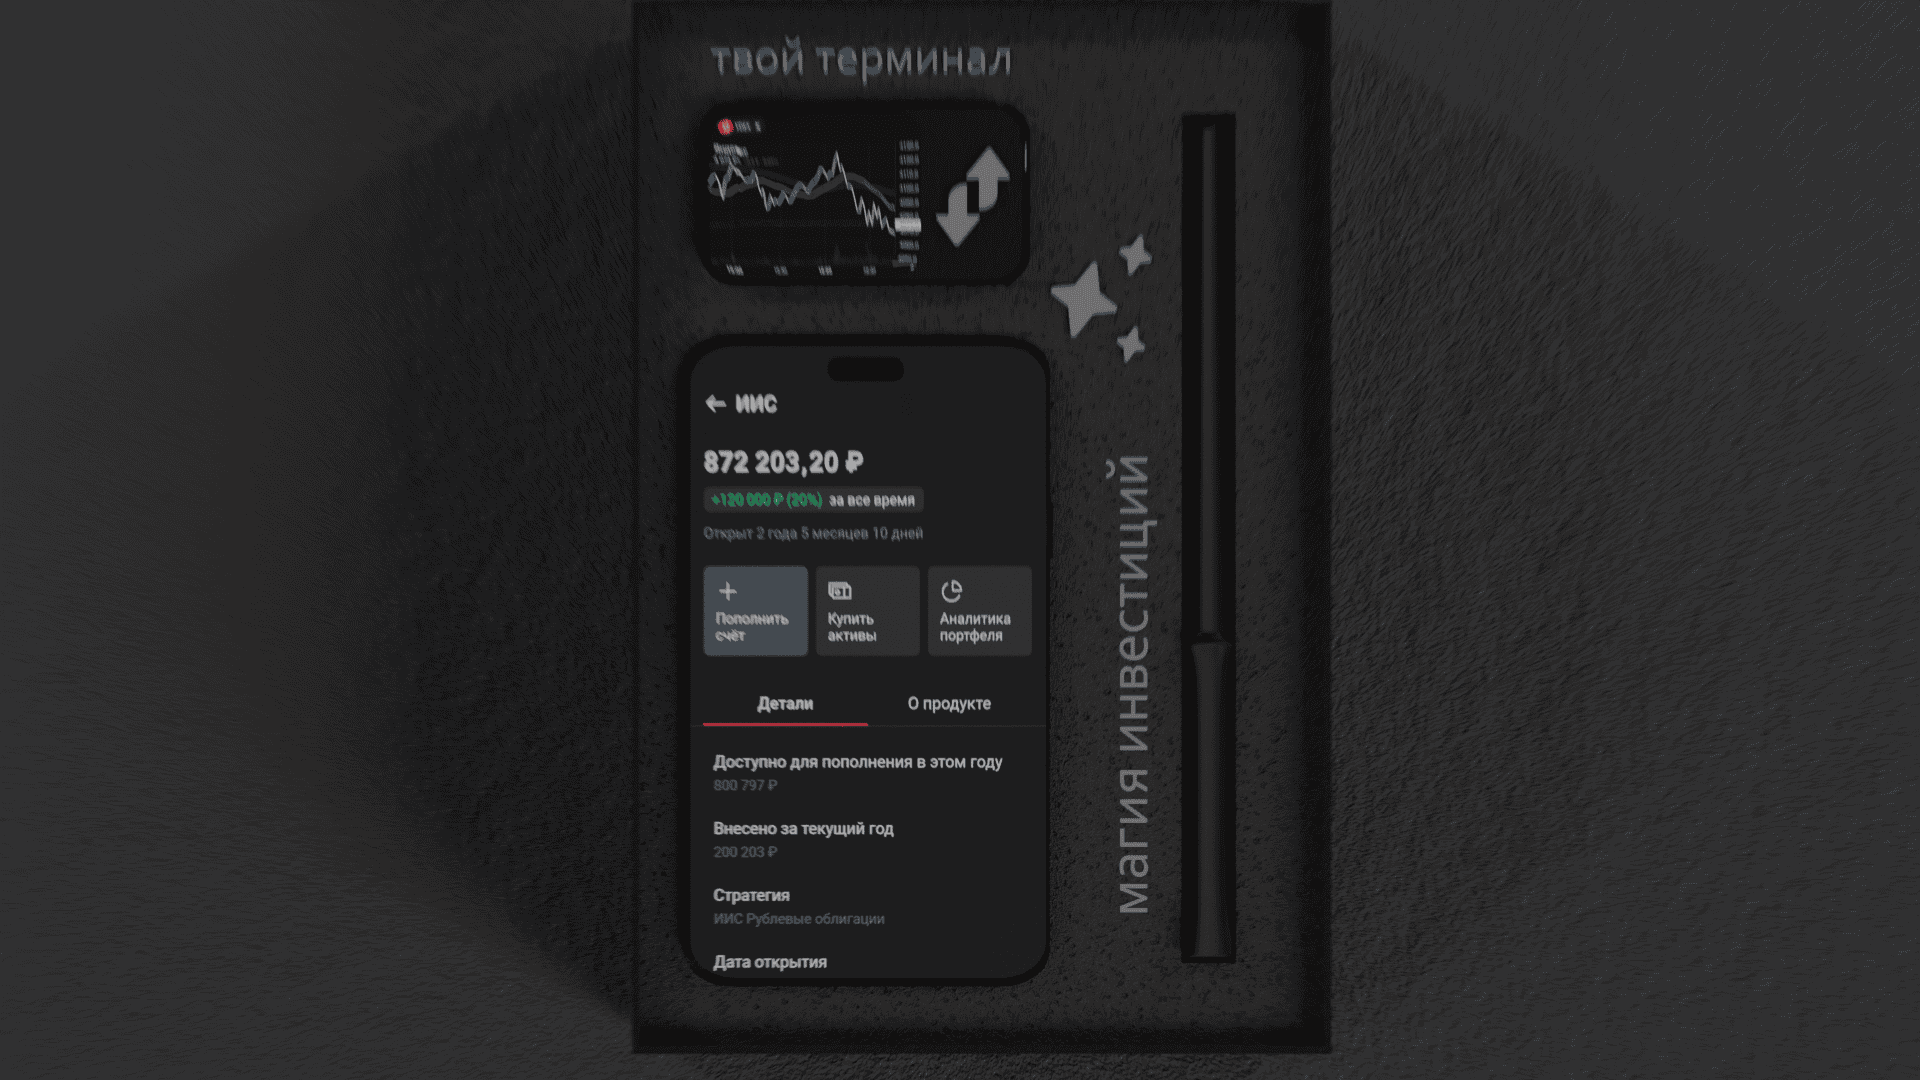 твой терминал
← ИИС
872 203,20 ₽
+120 000 ₽ (20%) за все время
Открыт 2 года 5 месяцев 10 дней
Пополнить
счёт
Купить
активы
Аналитика
портфеля
Детали
О продукте
Доступно для пополнения в этом году
800 797 ₽
Внесено за текущий год
200 203 ₽
Стратегия
ИИС Рублевые облигации
Дата открытия
магия инвестиций